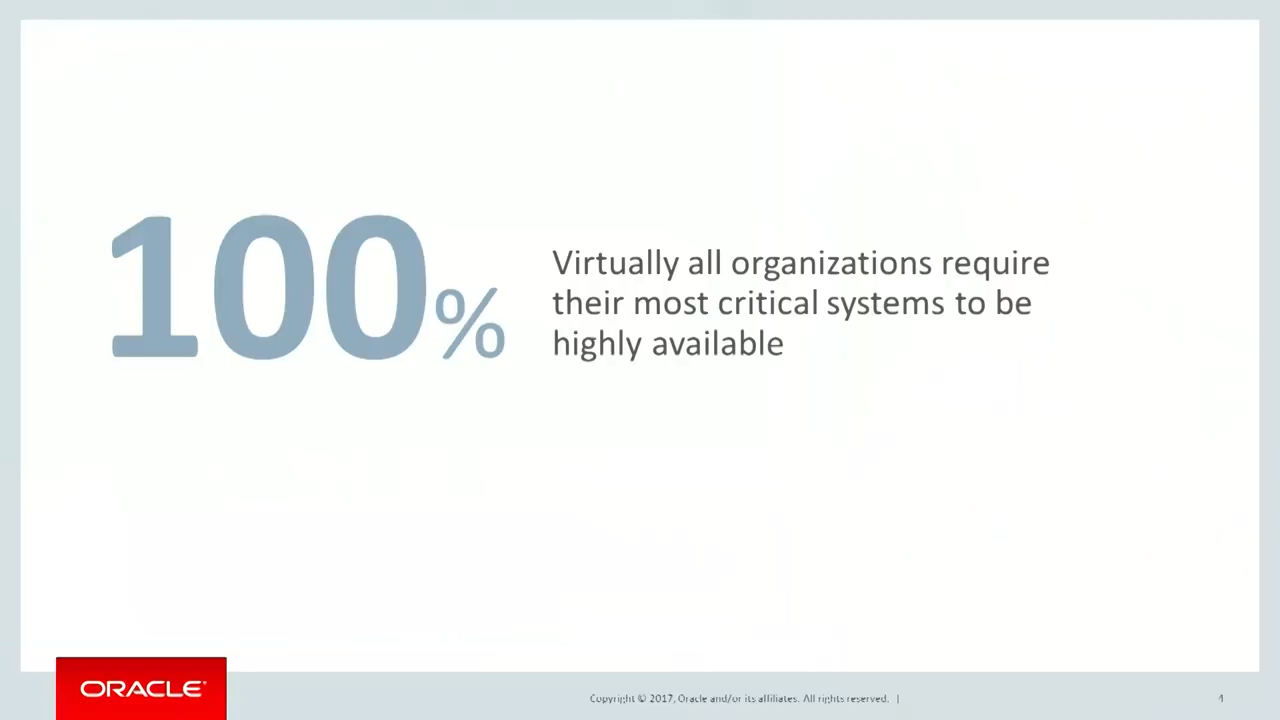 100%
Virtually all organizations require
their most critical systems to be
highly available
ORACLE®
Copyright © 2017, Oracle and/or its affiliates. All rights reserved. |
4